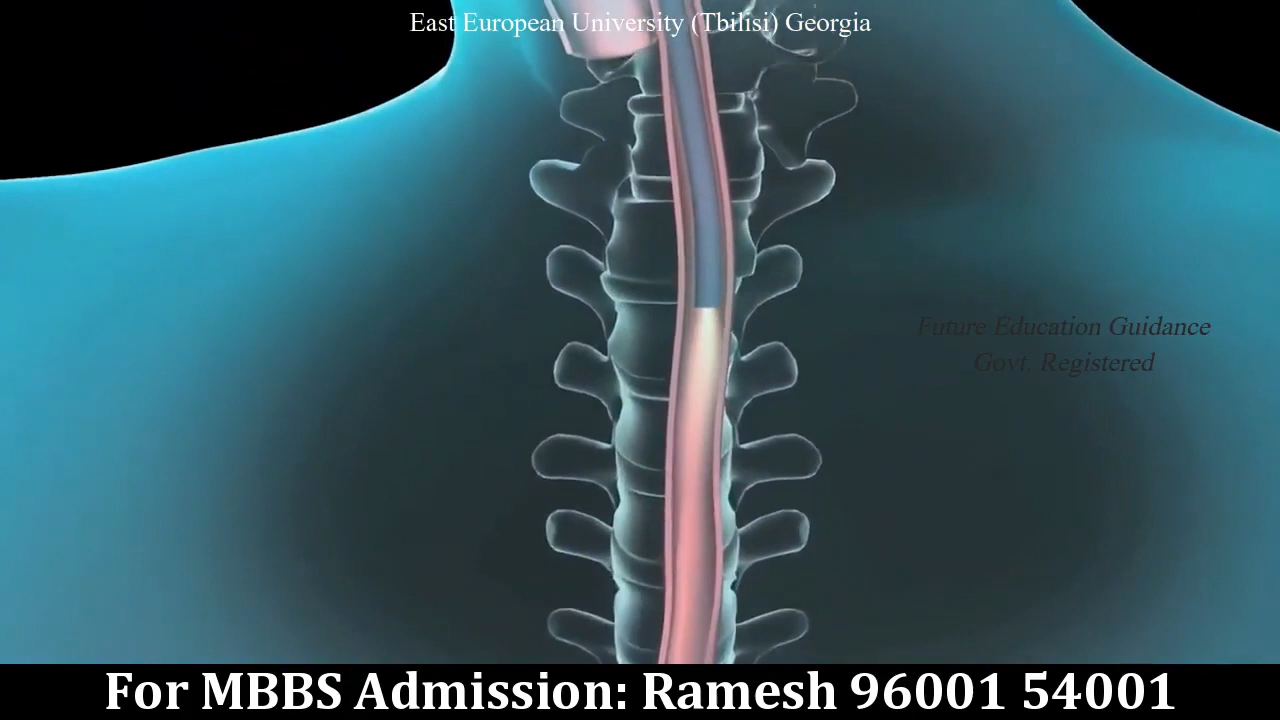 East European University (Tbilisi) Georgia
Future Education Guidance
Govt. Registered
For MBBS Admission: Ramesh 96001 54001